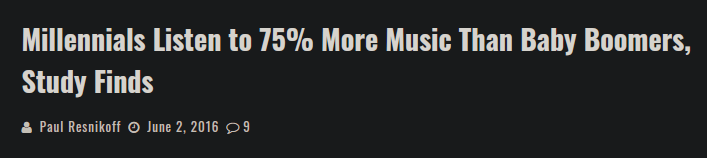 Millennials Listen to 75% More Music Than Baby Boomers,
Study Finds
Paul Resnikoff June 2, 2016 9